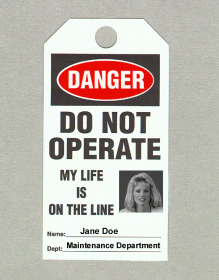 DANGER
DO NOT
OPERATE
MY LIFE
IS
ON THE LINE
Name: Jane Doe
Dept: Maintenance Department